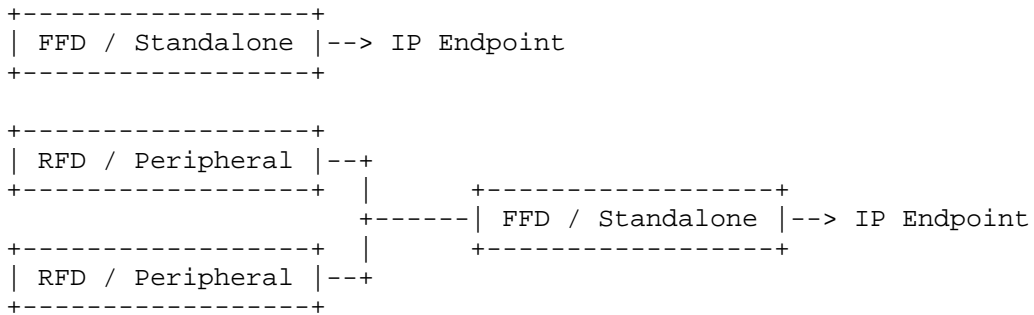 FFD / Standalone --> IP Endpoint
RFD / Peripheral
FFD / Standalone --> IP Endpoint
RFD / Peripheral